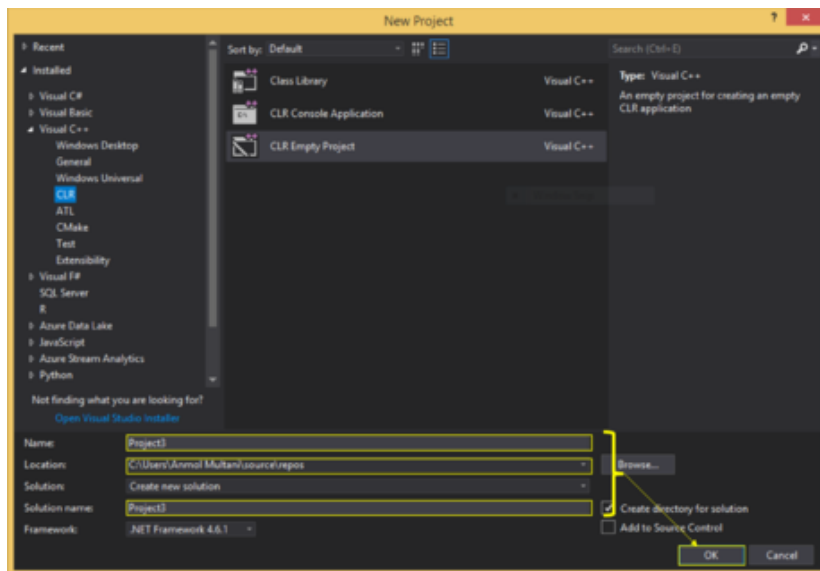 New Project
Recent
Installed
Visual C#
Visual Basic
Visual C++
Windows Desktop
General
Windows Universal
CLR
ATL
CMake
Test
Extensibility
Visual F#
SQL Server
R
Azure Data Lake
JavaScript
Azure Stream Analytics
Python
Not finding what you are looking for?
Open Visual Studio Installer
Sort by: Default
Class Library Visual C++
CLR Console Application Visual C++
CLR Empty Project Visual C++
Search (Ctrl+E)
Type: Visual C++
An empty project for creating an empty
CLR application
Name: Project3
Location: C:\Users\Anmol Multani\source\repos
Browse...
Solution: Create new solution
Solution name: Project3
Create directory for solution
Framework: .NET Framework 4.6.1
Add to Source Control
OK Cancel